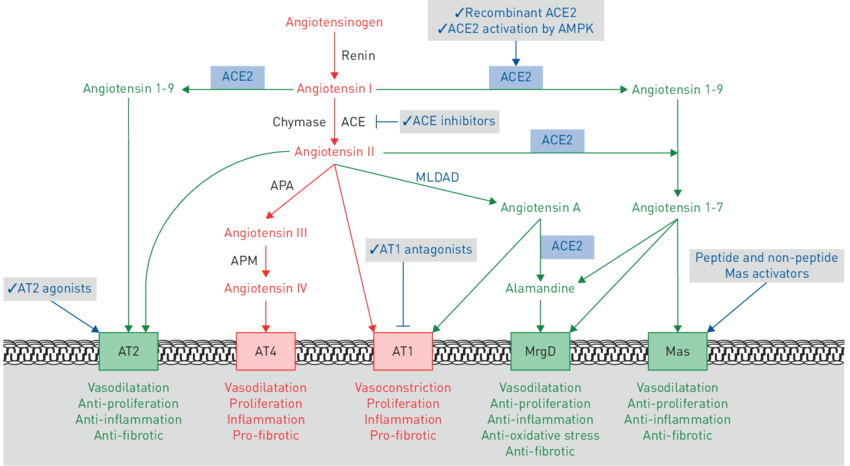 Angiotensinogen
✓Recombinant ACE2
✓ACE2 activation by AMPK
Renin
Angiotensin 1-9
ACE2
Angiotensin I
ACE2
Angiotensin 1-9
Chymase
ACE
✓ACE inhibitors
Angiotensin II
ACE2
APA
MLDAD
Angiotensin A
Angiotensin 1-7
Angiotensin III
✓AT1 antagonists
ACE2
APM
Peptide and non-peptide
Mas activators
✓AT2 agonists
Angiotensin IV
Alamandine
AT2
AT4
AT1
MrgD
Mas
Vasodilatation
Anti-proliferation
Anti-inflammation
Anti-fibrotic
Vasodilatation
Proliferation
Inflammation
Pro-fibrotic
Vasoconstriction
Proliferation
Inflammation
Pro-fibrotic
Vasodilatation
Anti-proliferation
Anti-inflammation
Anti-oxidative stress
Anti-fibrotic
Vasodilatation
Anti-proliferation
Anti-inflammation
Anti-fibrotic